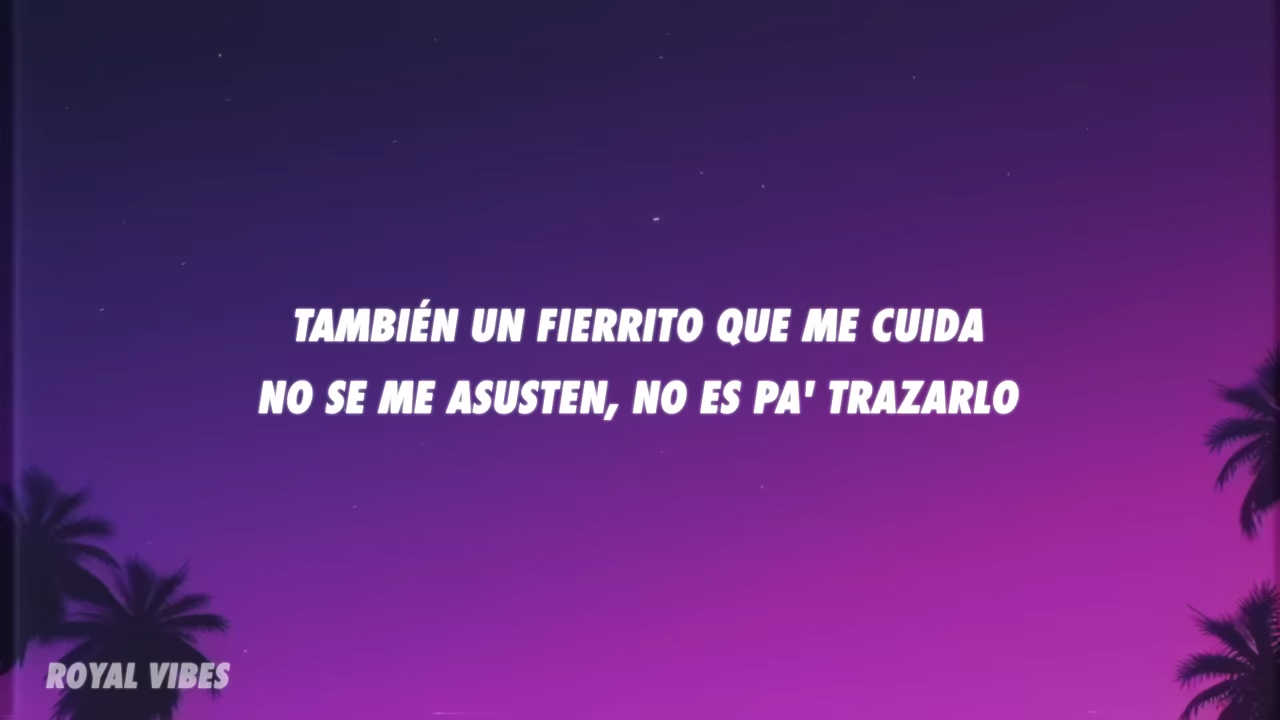 TAMBIÉN UN FIERRITO QUE ME CUIDA
NO SE ME ASUSTEN, NO ES PA' TRAZARLO
ROYAL VIBES